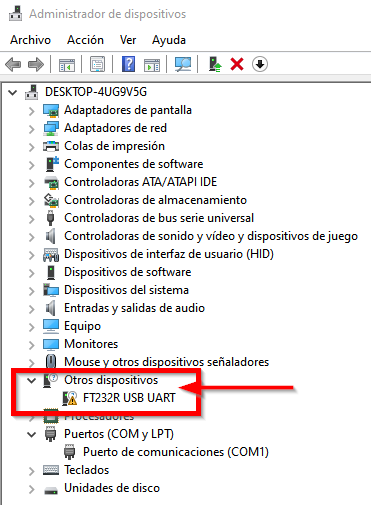 Administrador de dispositivos
Archivo Acción Ver Ayuda
DESKTOP-4UG9V5G
Adaptadores de pantalla
Adaptadores de red
Colas de impresión
Componentes de software
Controladoras ATA/ATAPI IDE
Controladoras de almacenamiento
Controladoras de bus serie universal
Controladoras de sonido y vídeo y dispositivos de juego
Dispositivos de interfaz de usuario (HID)
Dispositivos de software
Dispositivos del sistema
Entradas y salidas de audio
Equipo
Monitores
Mouse y otros dispositivos señaladores
Otros dispositivos
FT232R USB UART
Procesadores
Puertos (COM y LPT)
Puerto de comunicaciones (COM1)
Teclados
Unidades de disco